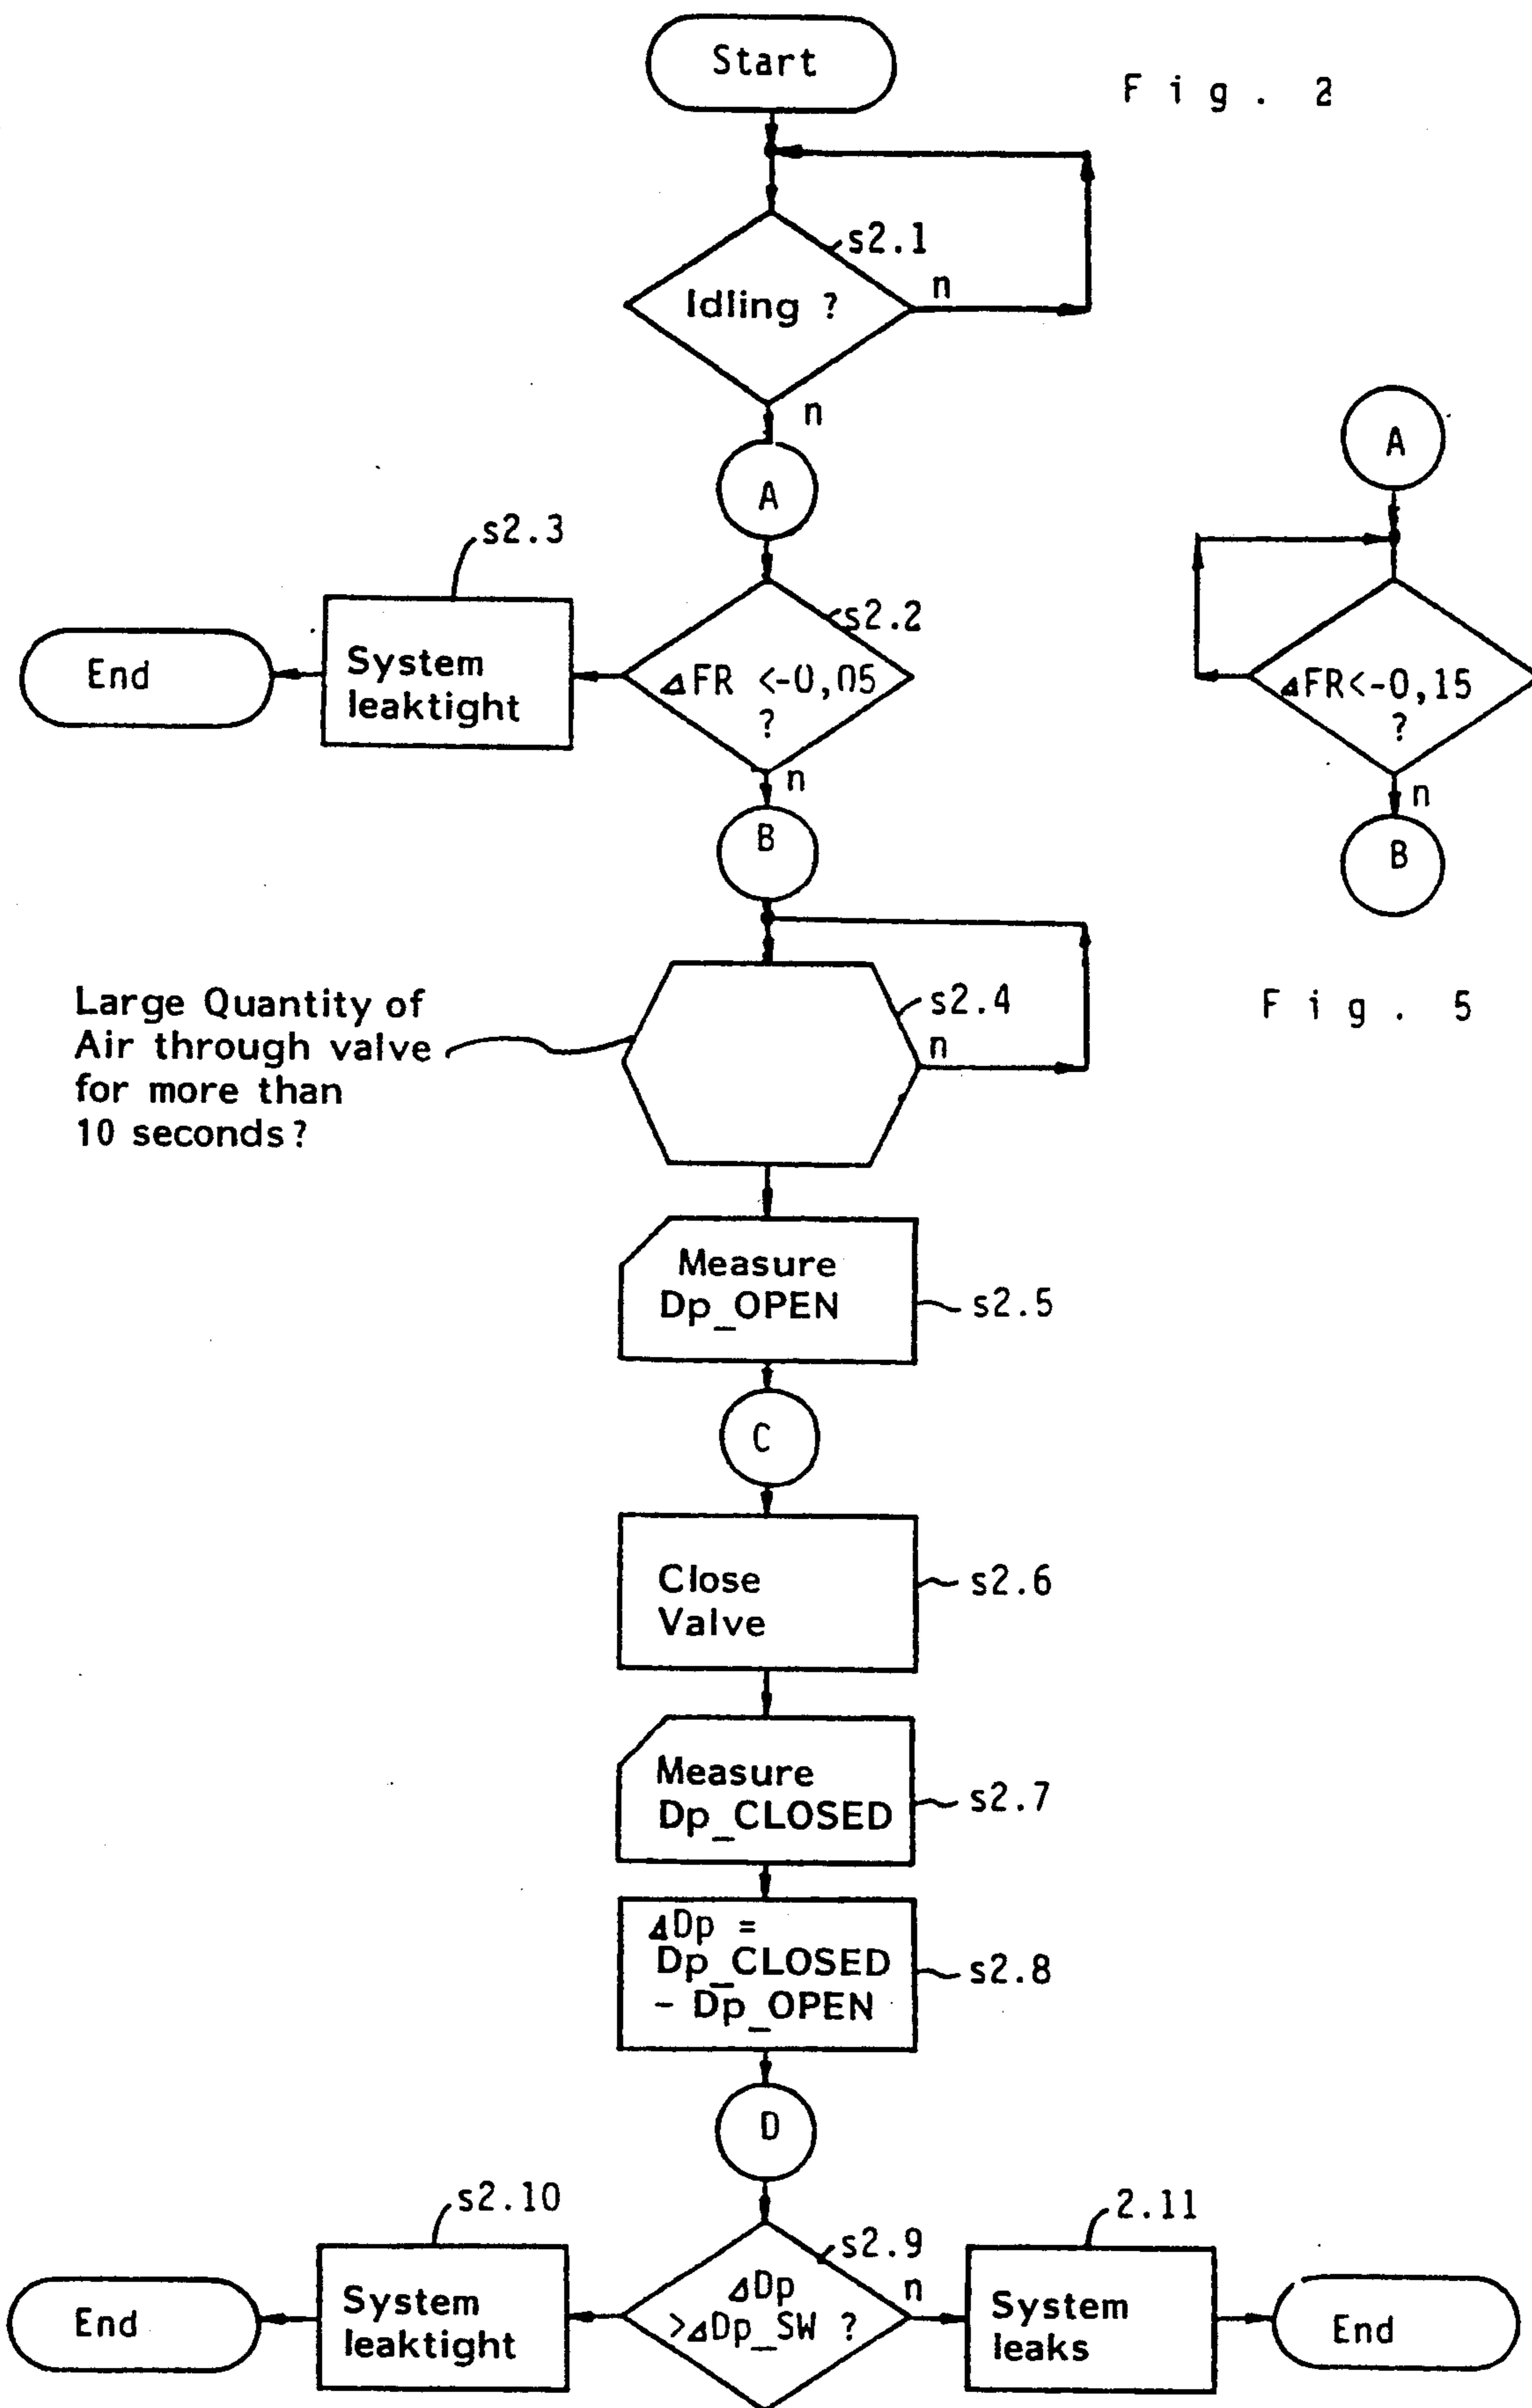 Start
F i g . 2
s2.1
Idling ?
n
n
A
s2.3
s2.2
End
System
leaktight
ΔFR <-0,05
?
n
B
A
ΔFR<-0,15
?
n
B
F i g . 5
Large Quantity of
Air through valve
for more than
10 seconds?
s2.4
n
Measure
Dp_OPEN
s2.5
C
Close
Valve
s2.6
Measure
Dp_CLOSED
s2.7
ΔDp =
Dp_CLOSED
- Dp_OPEN
s2.8
D
s2.10
s2.9
2.11
End
System
leaktight
ΔDp
>ΔDp_SW ?
n
System
leaks
End